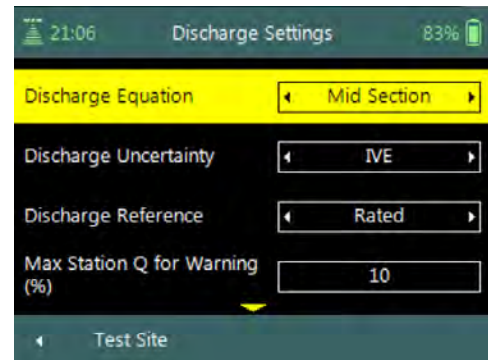 21:06 Discharge Settings 83%
Discharge Equation Mid Section
Discharge Uncertainty IVE
Discharge Reference Rated
Max Station Q for Warning
(%) 10
Test Site